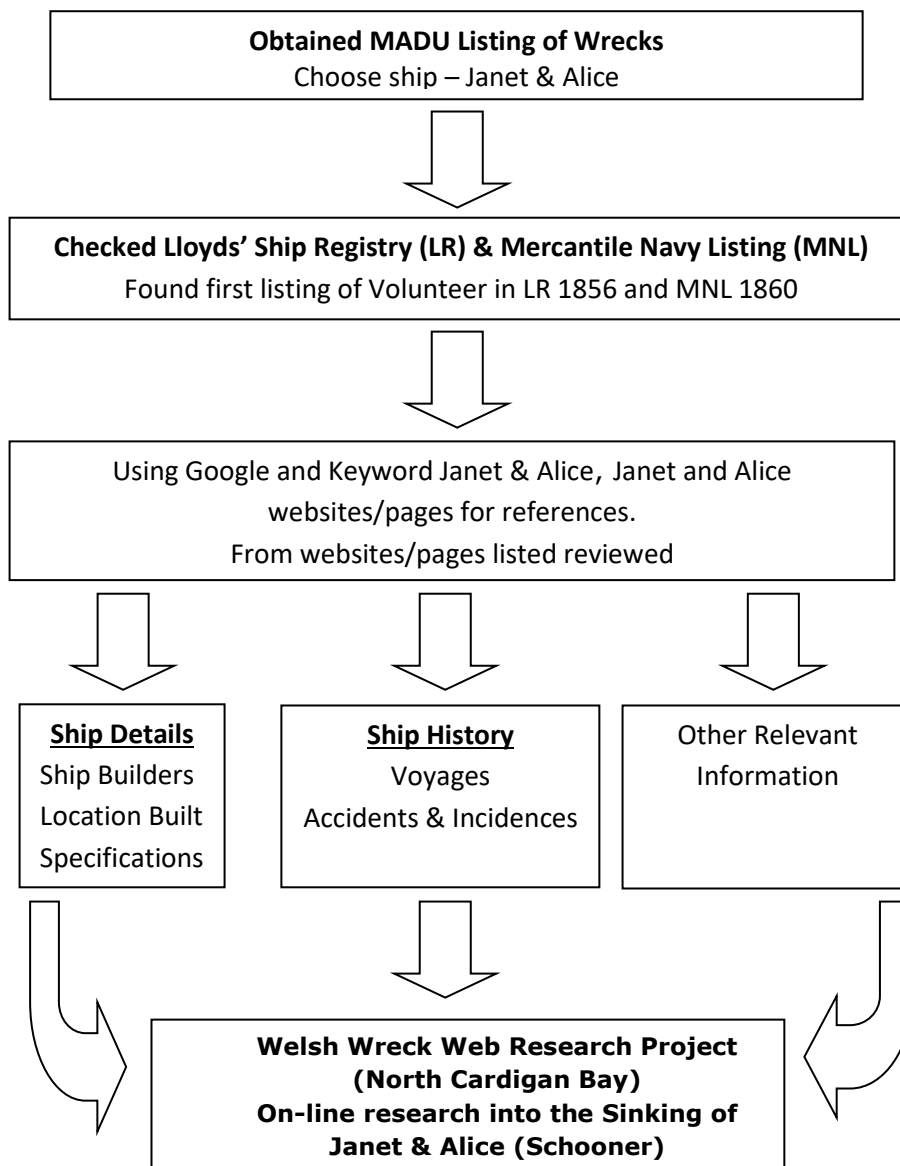 Obtained MADU Listing of Wrecks
Choose ship – Janet & Alice
Checked Lloyds’ Ship Registry (LR) & Mercantile Navy Listing (MNL)
Found first listing of Volunteer in LR 1856 and MNL 1860
Using Google and Keyword Janet & Alice, Janet and Alice
websites/pages for references.
From websites/pages listed reviewed
Ship Details
Ship Builders
Location Built
Specifications
Ship History
Voyages
Accidents & Incidences
Other Relevant
Information
Welsh Wreck Web Research Project
(North Cardigan Bay)
On-line research into the Sinking of
Janet & Alice (Schooner)